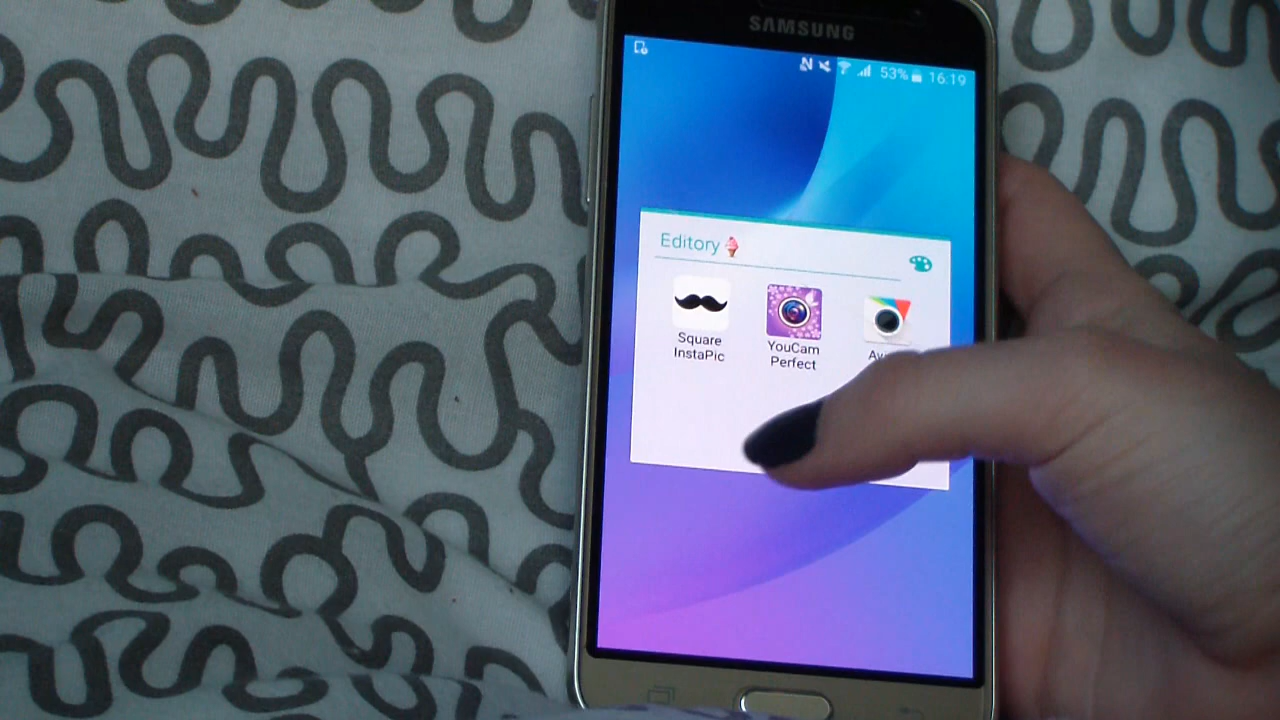 SAMSUNG
53% 16:19
Editory
Square
InstaPic
YouCam
Perfect